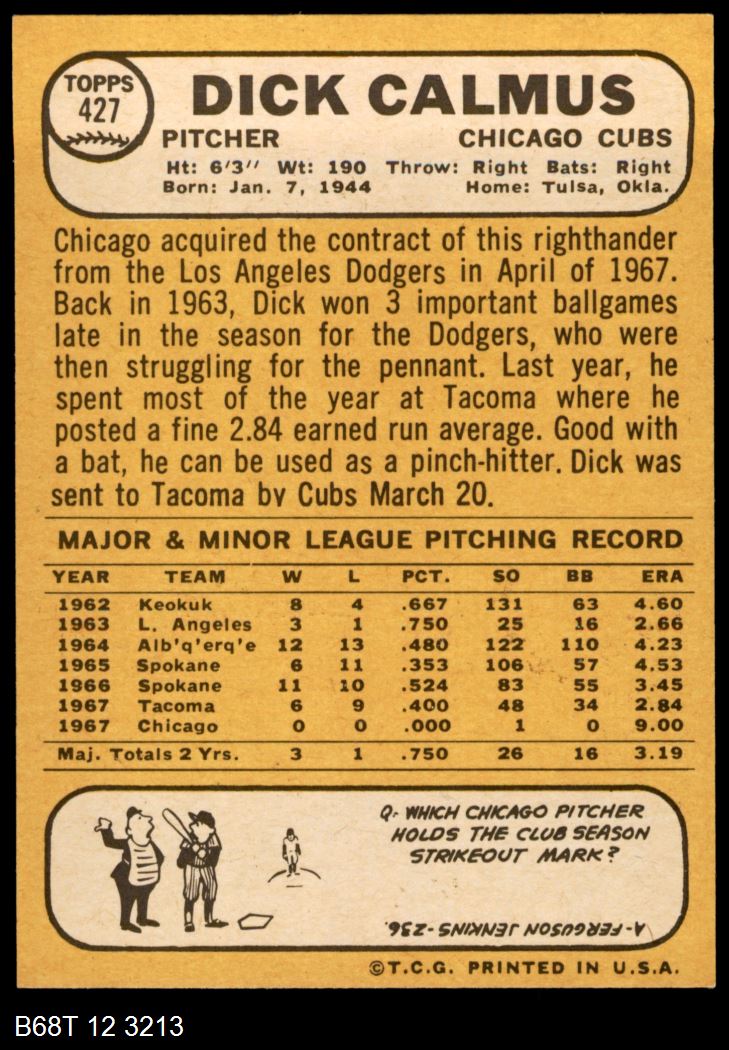 TOPPS
427
DICK CALMUS
PITCHER CHICAGO CUBS
Ht: 6'3" Wt: 190 Throw: Right Bats: Right
Born: Jan. 7, 1944 Home: Tulsa, Okla.
Chicago acquired the contract of this righthander
from the Los Angeles Dodgers in April of 1967.
Back in 1963, Dick won 3 important ballgames
late in the season for the Dodgers, who were
then struggling for the pennant. Last year, he
spent most of the year at Tacoma where he
posted a fine 2.84 earned run average. Good with
a bat, he can be used as a pinch-hitter. Dick was
sent to Tacoma by Cubs March 20.
MAJOR & MINOR LEAGUE PITCHING RECORD
YEAR TEAM W L PCT. SO BB ERA
1962 Keokuk 8 4 .667 131 63 4.60
1963 L. Angeles 3 1 .750 25 16 2.66
1964 Alb'q'erq'e 12 13 .480 122 110 4.23
1965 Spokane 6 11 .353 106 57 4.53
1966 Spokane 11 10 .524 83 55 3.45
1967 Tacoma 6 9 .400 48 34 2.84
1967 Chicago 0 0 .000 1 0 9.00
Maj. Totals 2 Yrs. 3 1 .750 26 16 3.19
Q- WHICH CHICAGO PITCHER
HOLDS THE CLUB SEASON
STRIKEOUT MARK?
A- FERGUSON JENKINS-236.
©T.C.G. PRINTED IN U.S.A.
B68T 12 3213